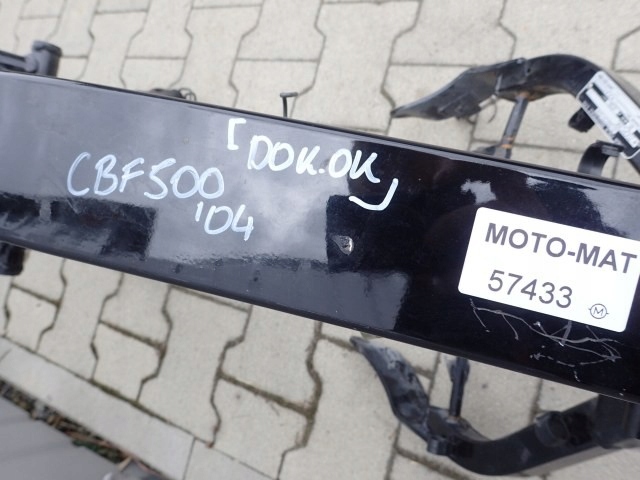 [DOK.OK]
CBF500
'04
MOTO-MAT
57433
M